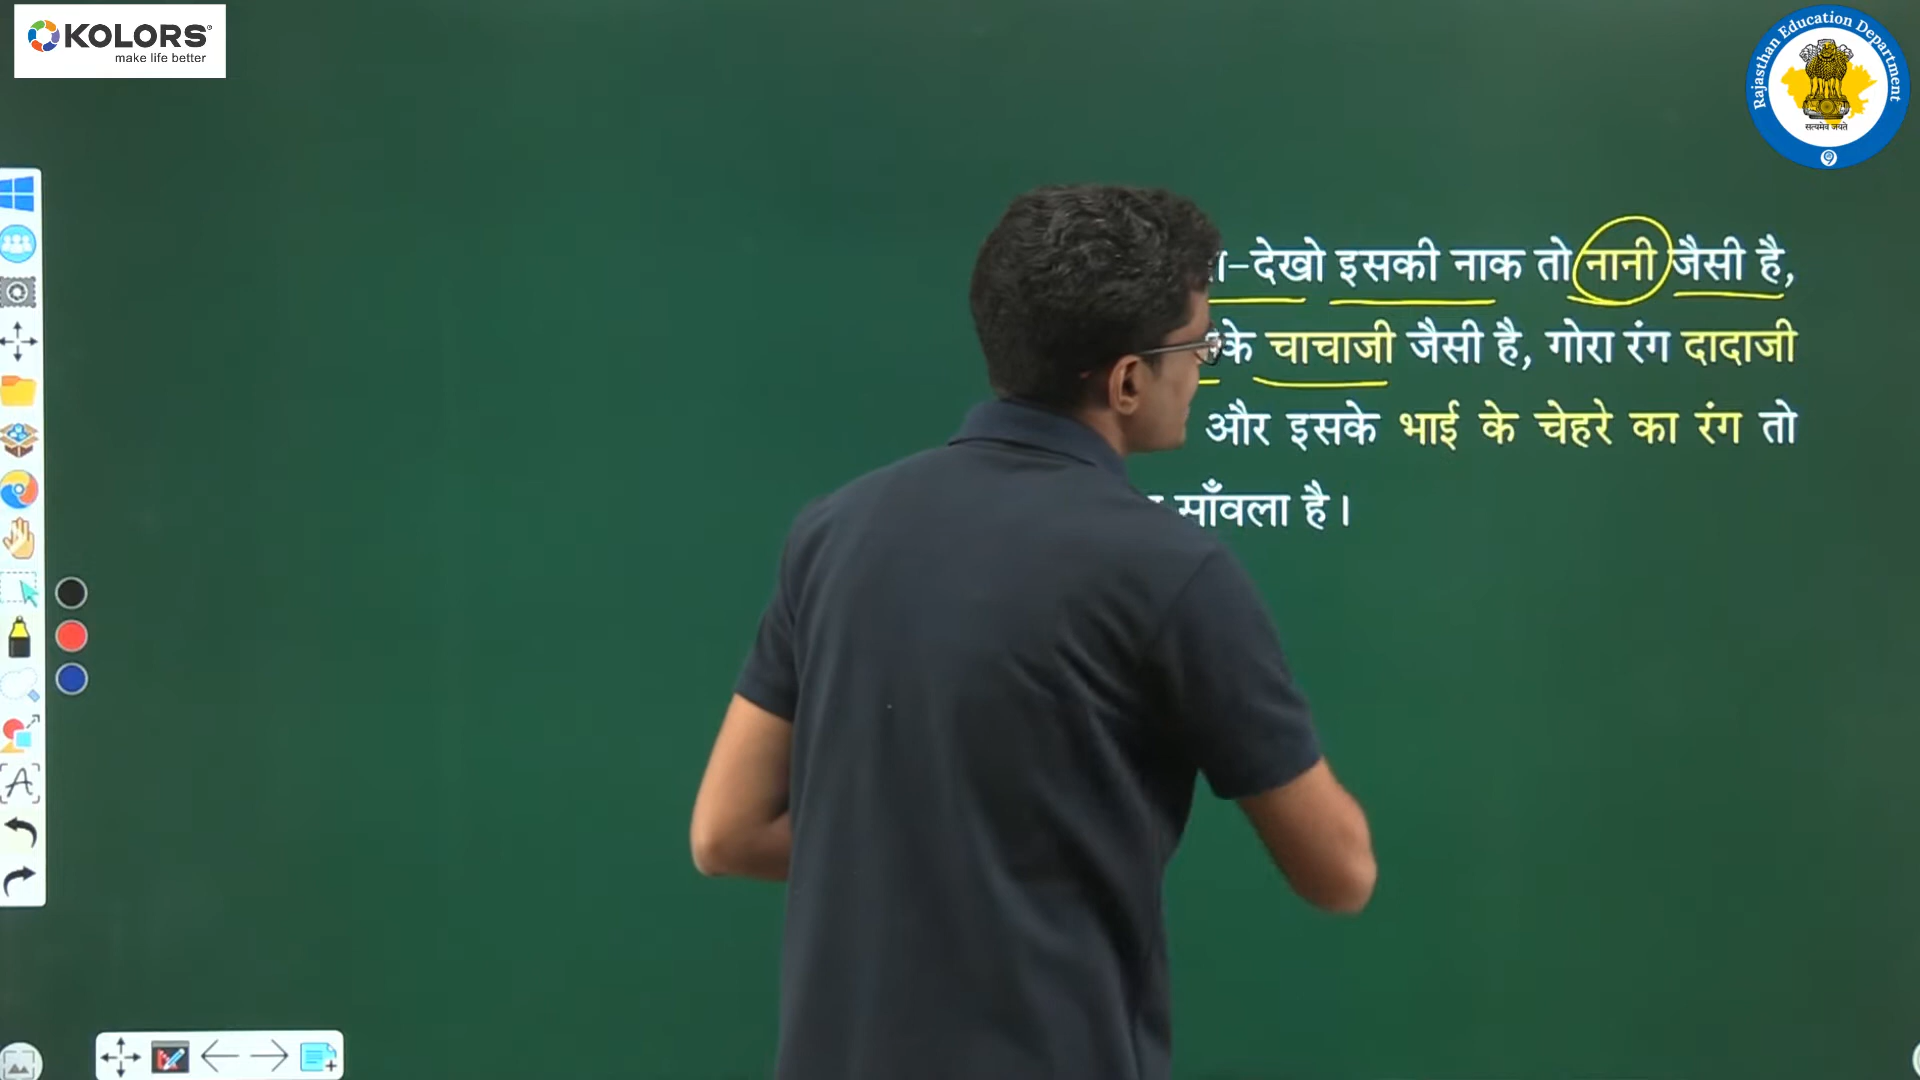 KOLORS
make life better
Rajasthan Education Department
सत्यमेव जयते
देखो इसकी नाक तो नानी जैसी है,
चाचाजी जैसी है, गोरा रंग दादाजी
और इसके भाई के चेहरे का रंग तो
साँवला है।